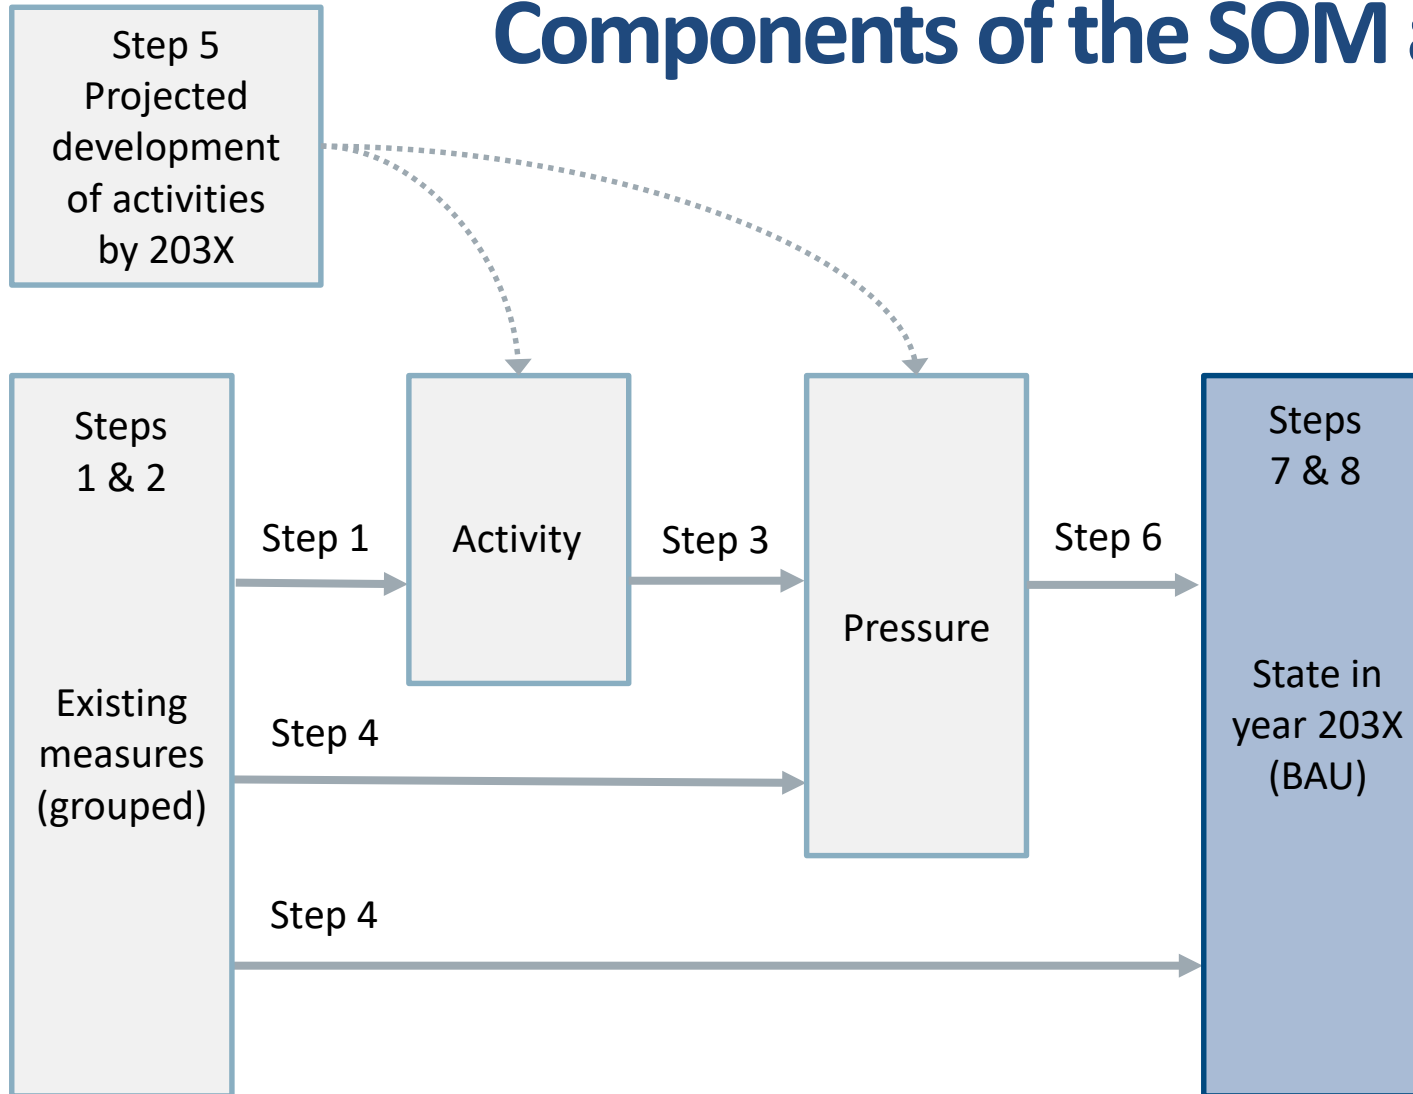 Components of the SOM a
Step 5
Projected
development
of activities
by 203X
Steps
1 & 2
Existing
measures
(grouped)
Step 1
Activity
Step 3
Pressure
Step 6
Steps
7 & 8
State in
year 203X
(BAU)
Step 4
Step 4